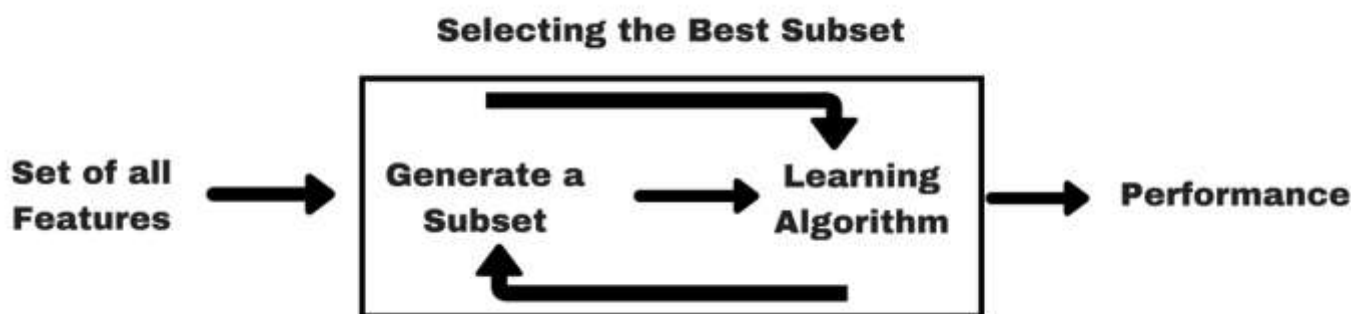 Selecting the Best Subset
Set of all
Features
Generate a
Subset
Learning
Algorithm
Performance